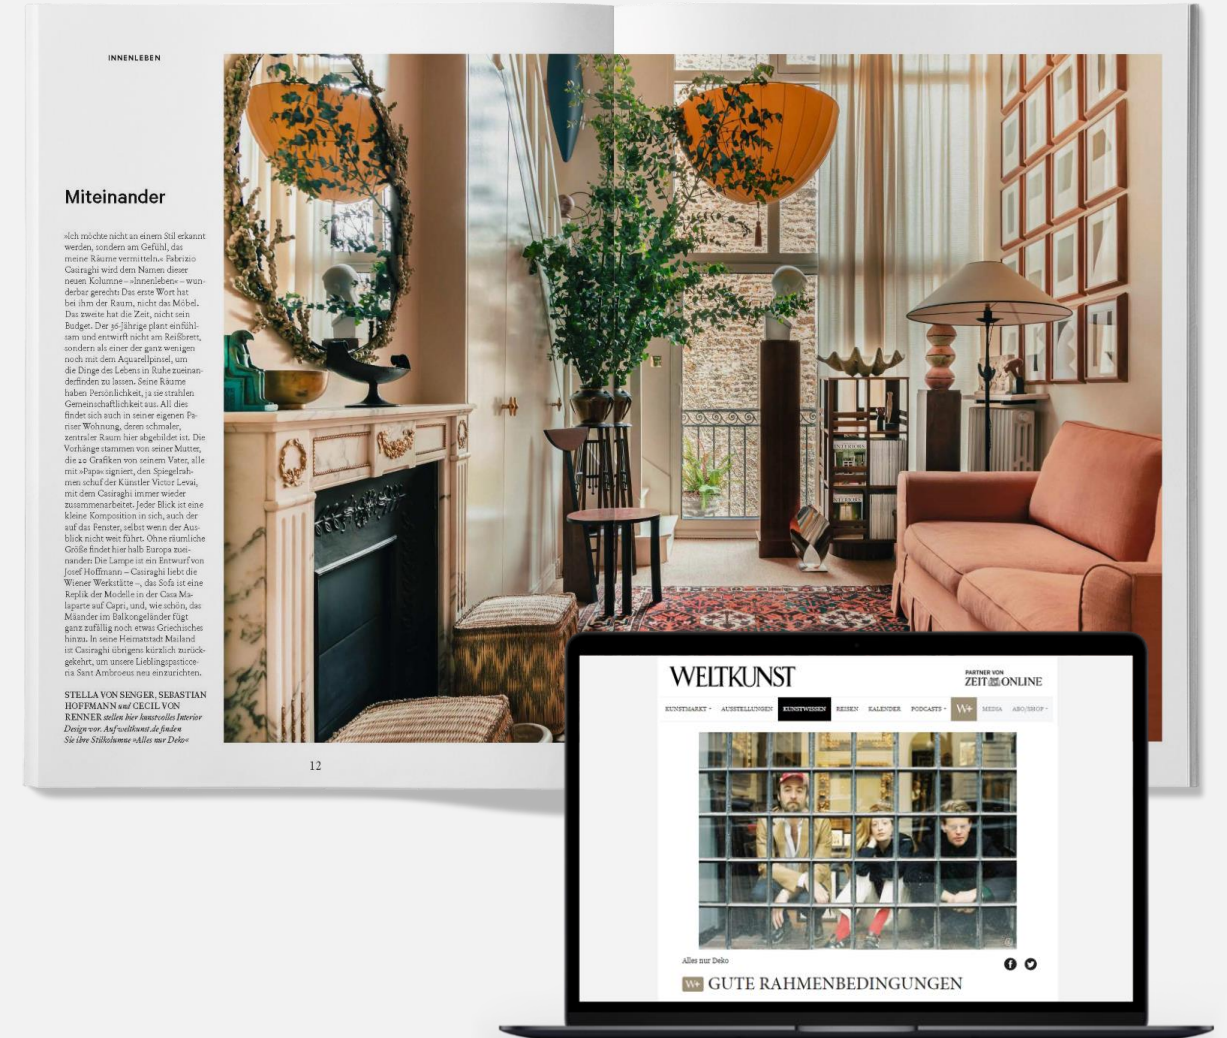 INNENLEBEN
Miteinander
»Ich möchte nicht an einem Stil erkannt
werden, sondern am Gefühl, das
meine Räume vermitteln.« Fabrizio
Casiraghi wird dem Namen dieser
neuen Kolumne – »Innenleben« – wun-
derbar gerecht: Das erste Wort hat
bei ihm der Raum, nicht das Möbel.
Das zweite hat die Zeit, nicht sein
Budget. Der 36-Jährige plant einfühl-
sam und entwirft nicht am Reißbrett,
sondern als einer der ganz wenigen
noch mit dem Aquarellpinsel, um
die Dinge des Lebens in Ruhe zueinan-
derfinden zu lassen. Seine Räume
haben Persönlichkeit, ja sie strahlen
Gemeinschaftlichkeit aus. All dies
findet sich auch in seiner eigenen Pa-
riser Wohnung, deren schmaler,
zentraler Raum hier abgebildet ist. Die
Vorhänge stammen von seiner Mutter,
die 20 Grafiken von seinem Vater, alle
mit »Papa« signiert, den Spiegelrah-
men schuf der Künstler Victor Levai,
mit dem Casiraghi immer wieder
zusammenarbeitet. Jeder Blick ist eine
kleine Komposition in sich, auch der
auf das Fenster, selbst wenn der Aus-
blick nicht weit führt. Ohne räumliche
Größe findet hier halb Europa zuei-
nander: Die Lampe ist ein Entwurf von
Josef Hoffmann – Casiraghi liebt die
Wiener Werkstätte –, das Sofa ist eine
Replik der Modelle in der Casa Ma-
laparte auf Capri, und, wie schön, das
Mäander im Balkongeländer fügt
ganz zufällig noch etwas Griechisches
hinzu. In seine Heimatstadt Mailand
ist Casiraghi übrigens kürzlich zurück-
gekehrt, um unsere Lieblingspasticce-
ria Sant Ambroeus neu einzurichten.
STELLA VON SENGER, SEBASTIAN
HOFFMANN und CECIL VON
RENNER stellen hier kunstvolles Interior
Design vor. Auf weltkunst.de finden
Sie ihre Stilkolumne »Alles nur Deko«
12
INTERIORS
WELTKUNST
PARTNER VON
ZEIT ONLINE
KUNSTMARKT AUSSTELLUNGEN KUNSTWISSEN REISEN KALENDER PODCASTS W+ MEDIA ABO/SHOP
Alles nur Deko
W+ GUTE RAHMENBEDINGUNGEN